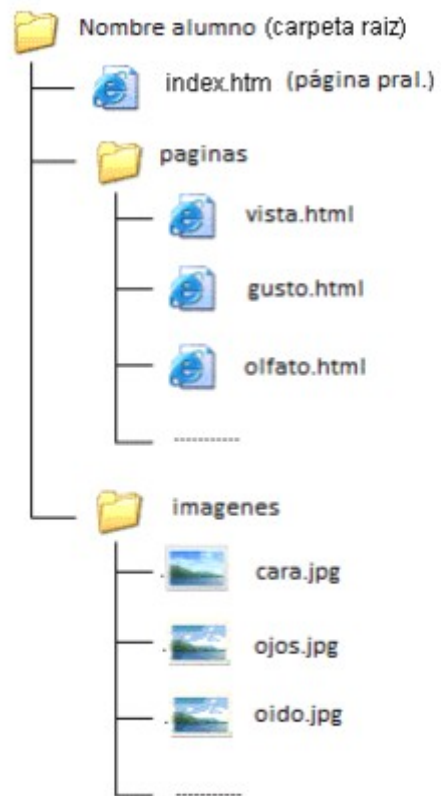 Nombre alumno (carpeta raiz)
index.htm (página pral.)
paginas
vista.html
gusto.html
olfato.html
----------
imagenes
cara.jpg
ojos.jpg
oido.jpg
----------